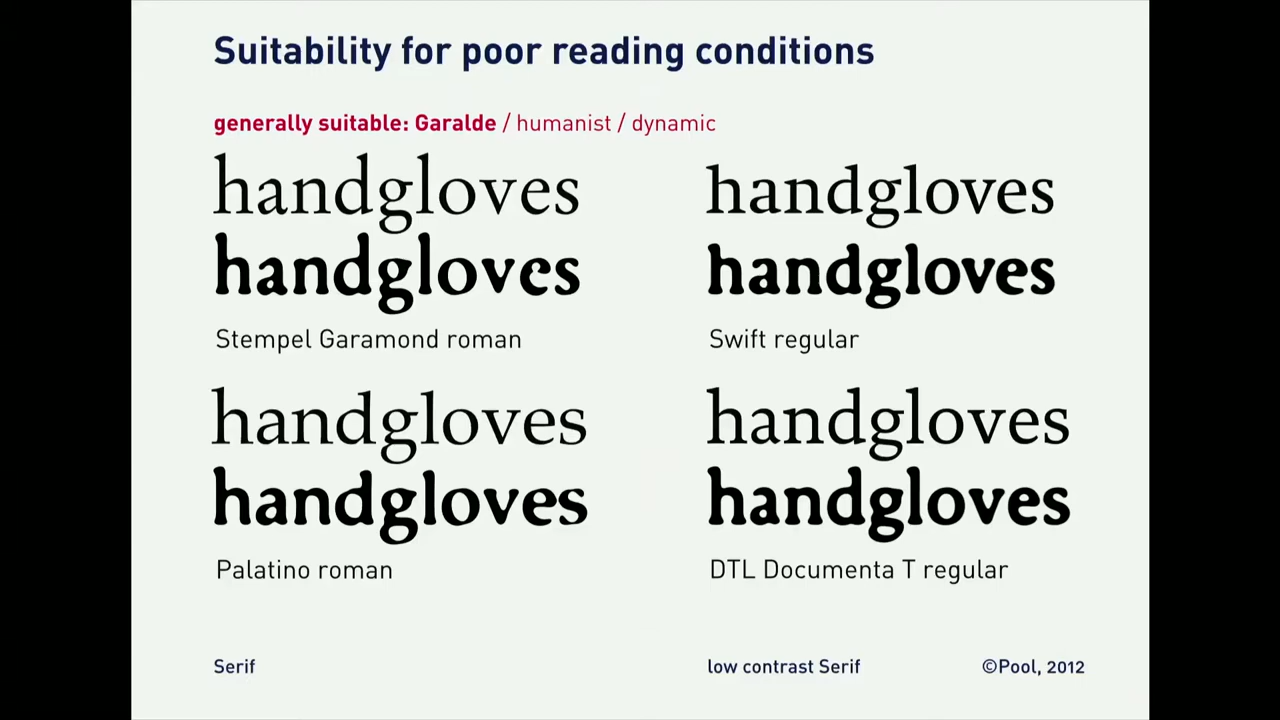 Suitability for poor reading conditions
generally suitable: Garalde / humanist / dynamic
handgloves
handgloves
Stempel Garamond roman
handgloves
handgloves
Swift regular
handgloves
handgloves
Palatino roman
handgloves
handgloves
DTL Documenta T regular
Serif
low contrast Serif
©Pool, 2012